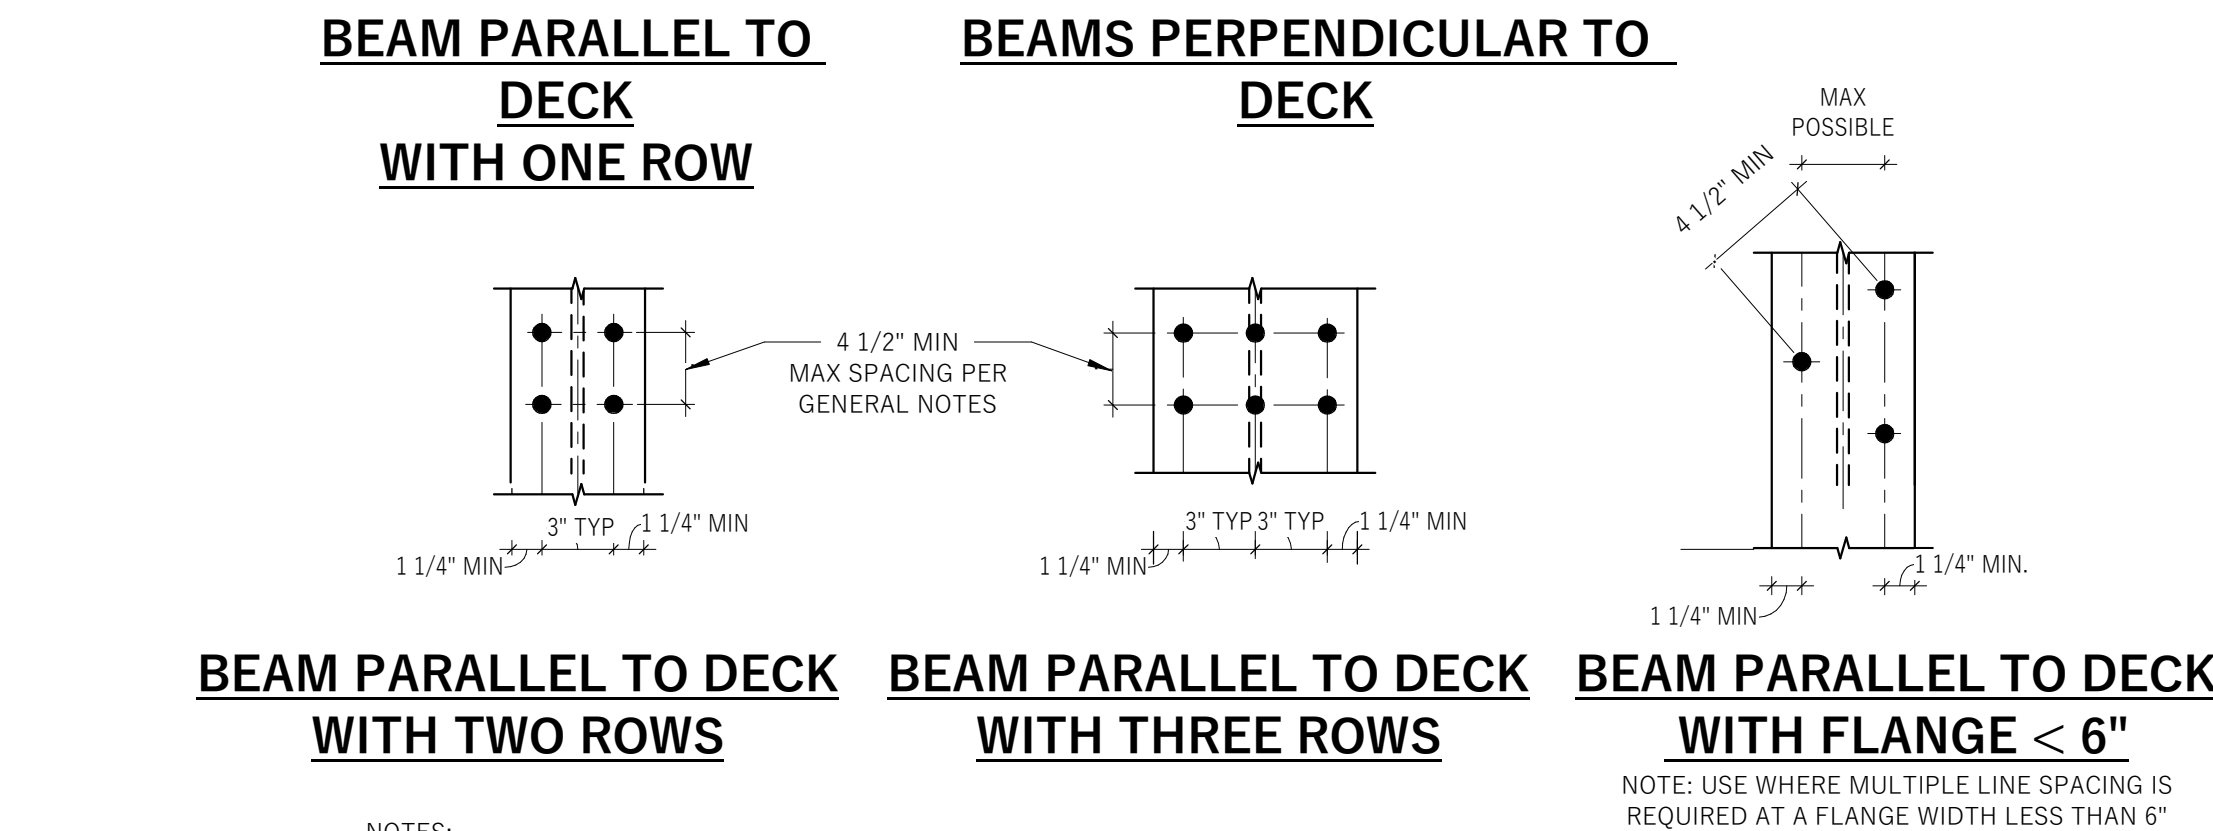 BEAM PARALLEL TO
DECK
WITH ONE ROW
BEAMS PERPENDICULAR TO
DECK
MAX
POSSIBLE
4 1/2" MIN
4 1/2" MIN
MAX SPACING PER
GENERAL NOTES
3" TYP
1 1/4" MIN
1 1/4" MIN
3" TYP
3" TYP
1 1/4" MIN
1 1/4" MIN
1 1/4" MIN.
1 1/4" MIN
BEAM PARALLEL TO DECK
WITH TWO ROWS
BEAM PARALLEL TO DECK
WITH THREE ROWS
BEAM PARALLEL TO DECK
WITH FLANGE < 6"
NOTE: USE WHERE MULTIPLE LINE SPACING IS
REQUIRED AT A FLANGE WIDTH LESS THAN 6"
NOTES: